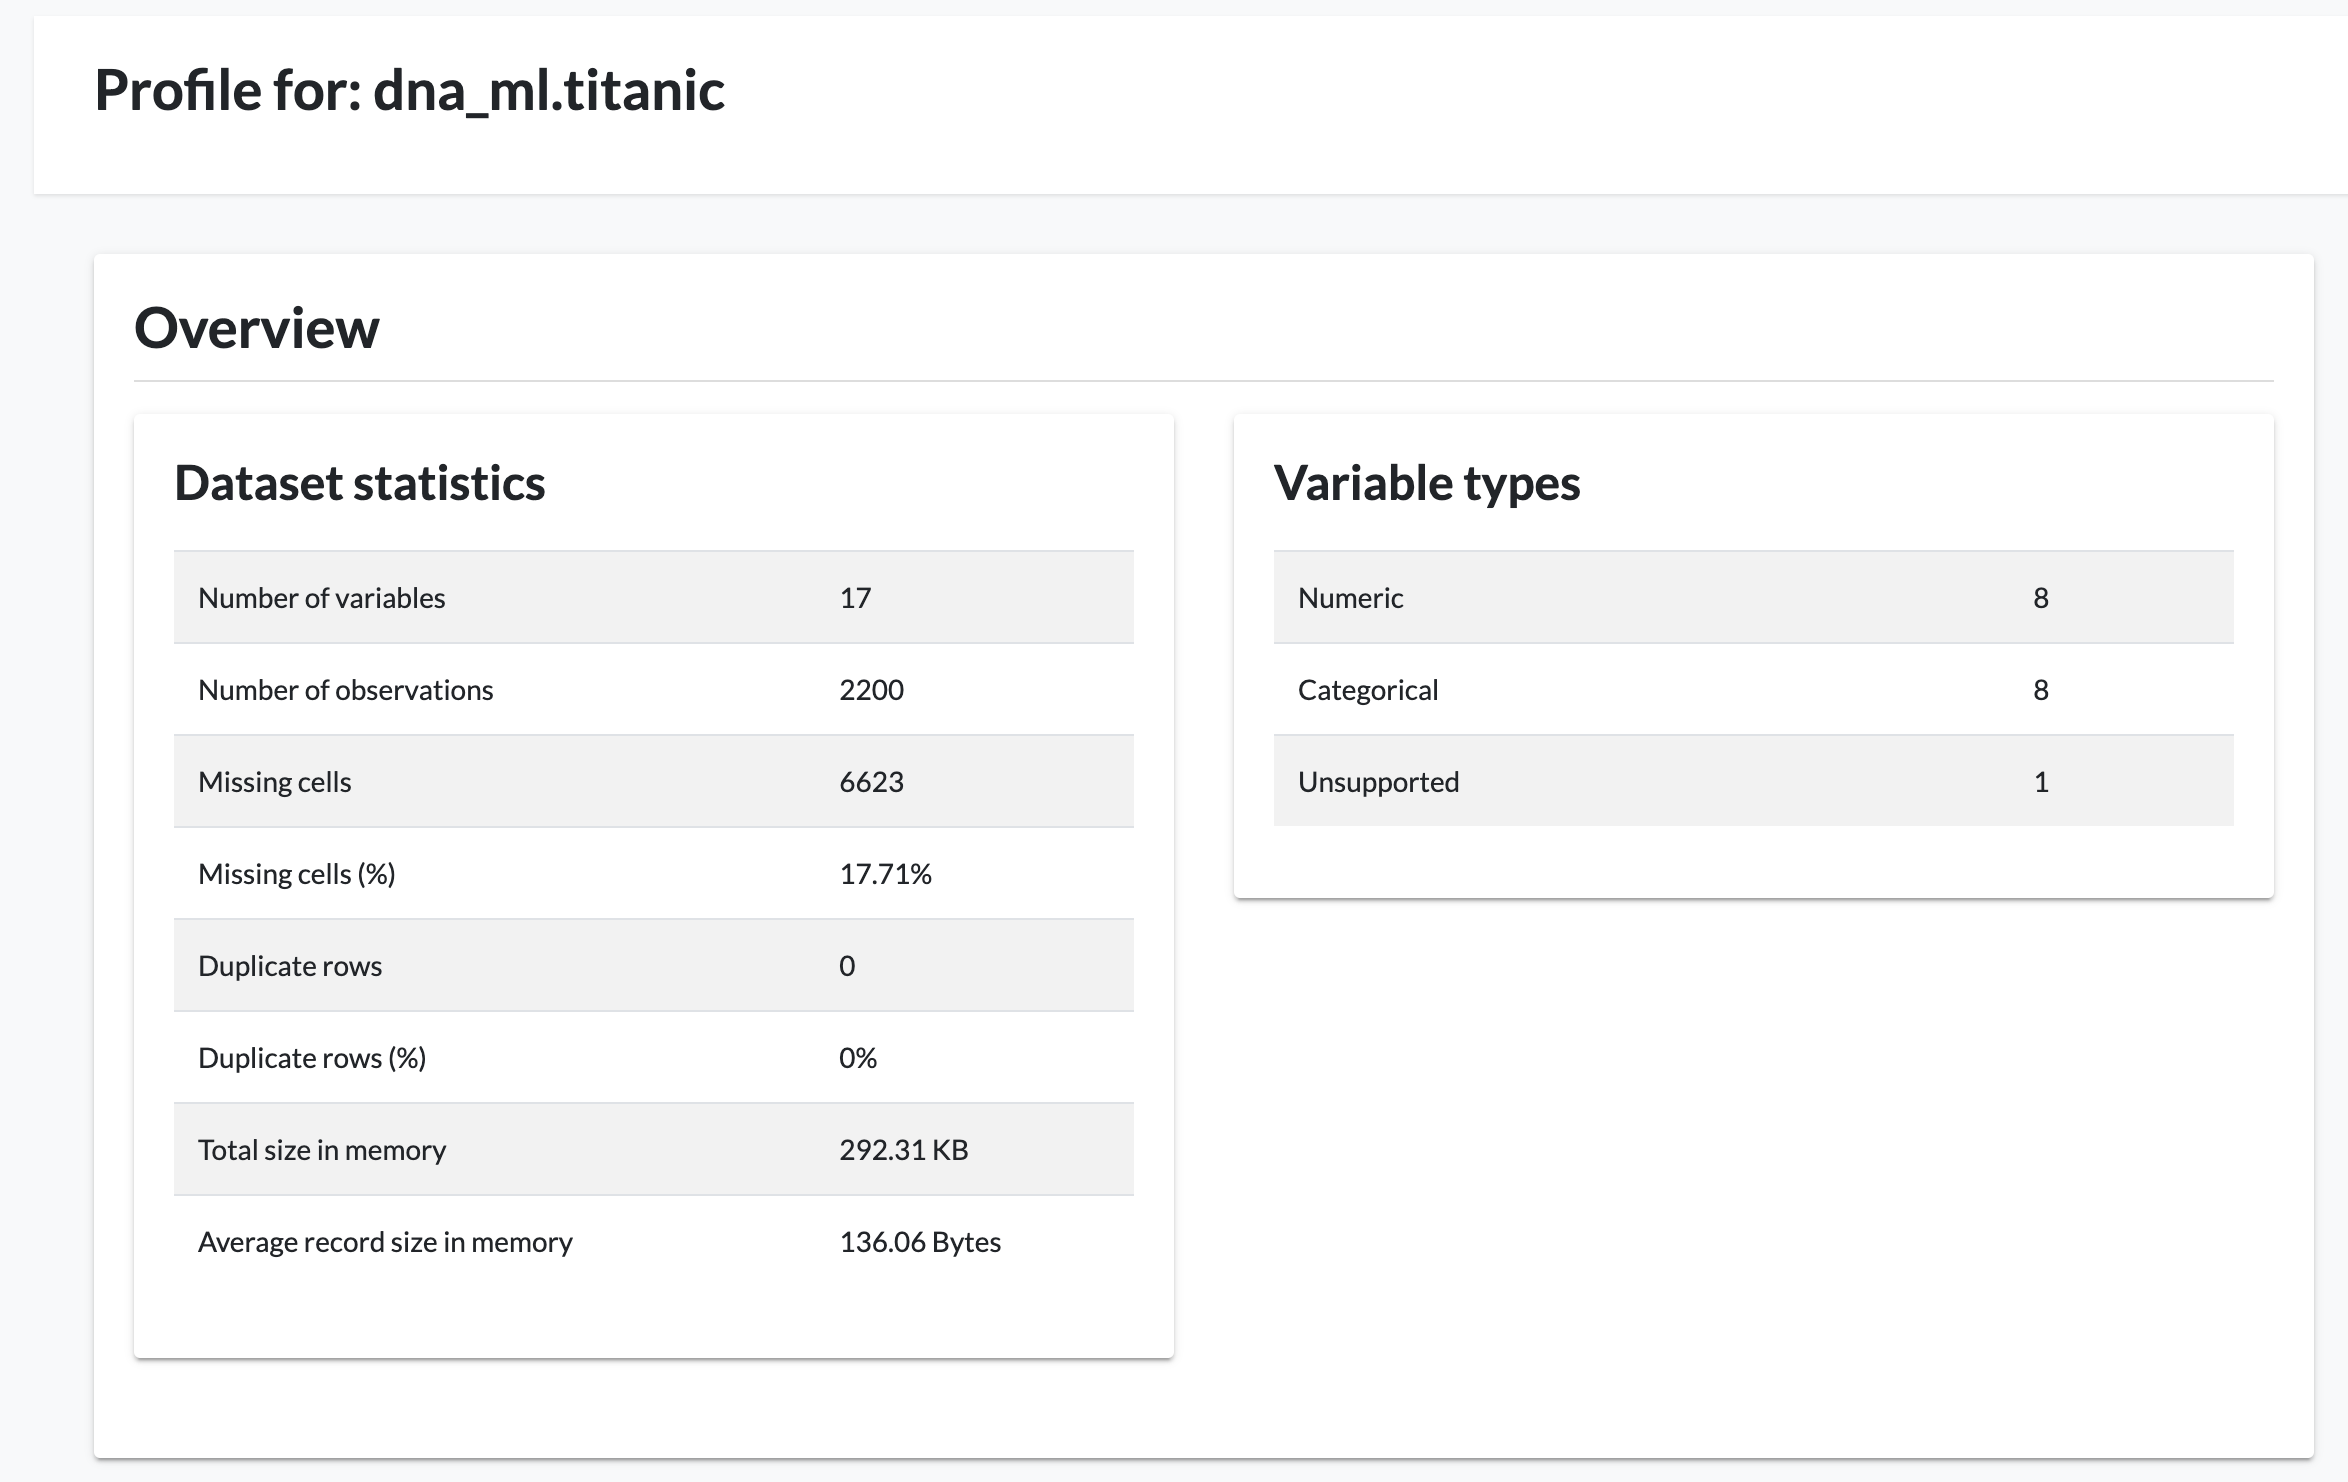 Profile for: dna_ml.titanic
Overview
Dataset statistics
Number of variables 17
Number of observations 2200
Missing cells 6623
Missing cells (%) 17.71%
Duplicate rows 0
Duplicate rows (%) 0%
Total size in memory 292.31 KB
Average record size in memory 136.06 Bytes
Variable types
Numeric 8
Categorical 8
Unsupported 1